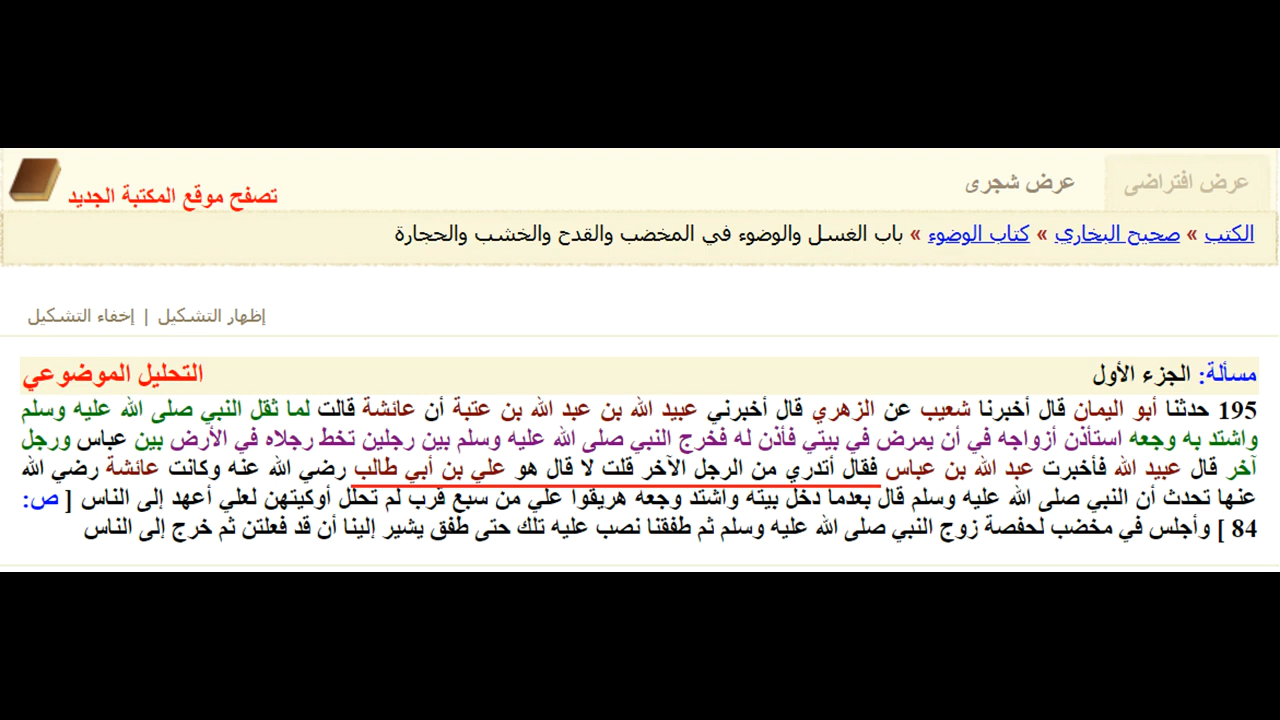 عرض افتراضى
عرض شجرى
تصفح موقع المكتبة الجديد
الكتب » صحيح البخاري » كتاب الوضوء » باب الغسل والوضوء في المخضب والقدح والخشب والحجارة
إظهار التشكيل | إخفاء التشكيل
مسألة: الجزء الأول
التحليل الموضوعي
195 حدثنا أبو اليمان قال أخبرنا شعيب عن الزهري قال أخبرني عبيد الله بن عبد الله بن عتبة أن عائشة قالت لما ثقل النبي صلى الله عليه وسلم
واشتد به وجعه استأذن أزواجه في أن يمرض في بيتي فأذن له فخرج النبي صلى الله عليه وسلم بين رجلين تخط رجلاه في الأرض بين عباس ورجل
آخر قال عبيد الله فأخبرت عبد الله بن عباس فقال أتدري من الرجل الآخر قلت لا قال هو علي بن أبي طالب رضي الله عنه وكانت عائشة رضي الله
عنها تحدث أن النبي صلى الله عليه وسلم قال بعدما دخل بيته واشتد وجعه هريقوا علي من سبع قرب لم تحلل أوكيتهن لعلي أعهد إلى الناس [ ص:
84 ] وأجلس في مخضب لحفصة زوج النبي صلى الله عليه وسلم ثم طفقنا نصب عليه تلك حتى طفق يشير إلينا أن قد فعلتن ثم خرج إلى الناس